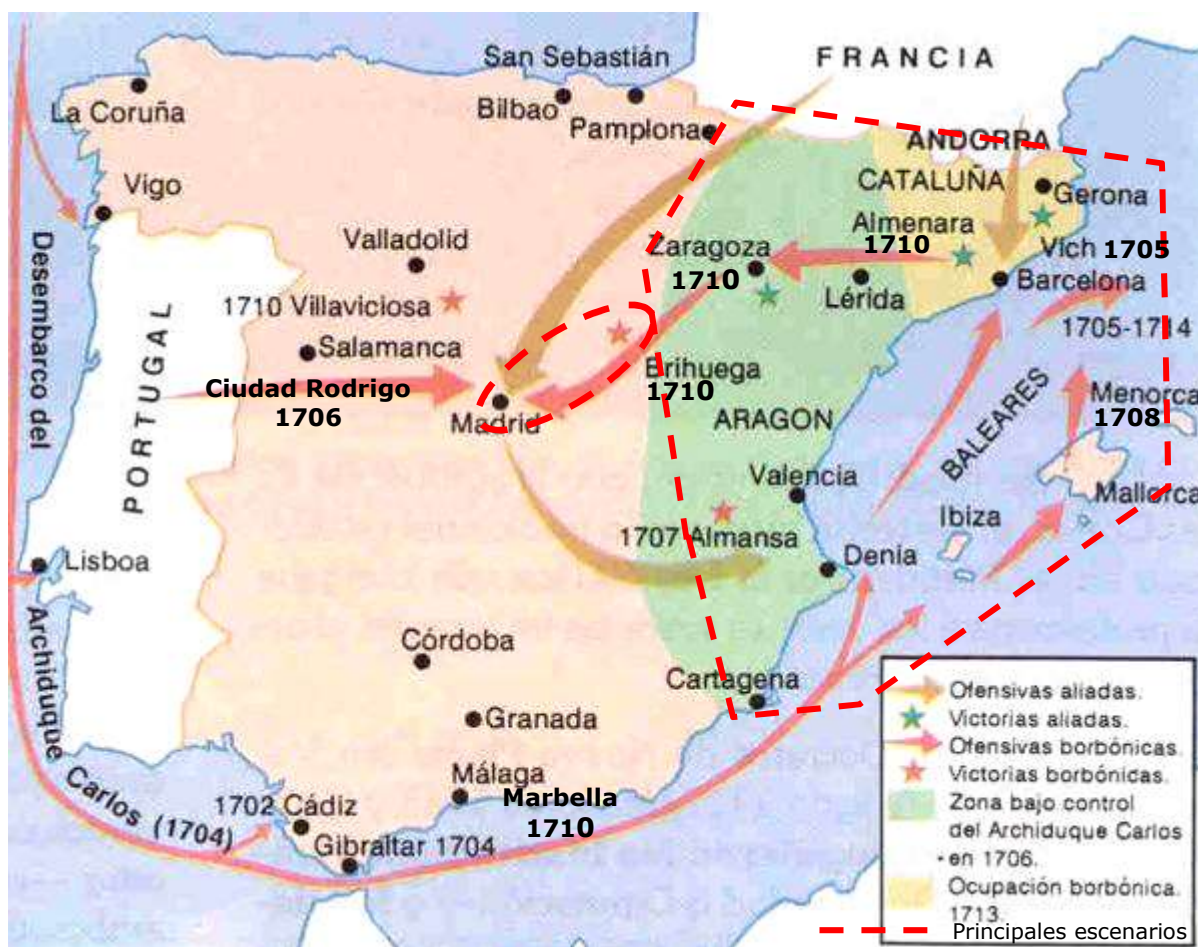 San Sebastián
FRANCIA
La Coruña
Bilbao
Pamplona
ANDORRA
CATALUÑA
Gerona
Vigo
Almenara
1710
Vích 1705
Valladolid
Zaragoza
1710
Lérida
Barcelona
1705-1714
1710 Villaviciosa
Salamanca
Brihuega
1710
Ciudad Rodrigo
1706
Madrid
ARAGON
Menorca
1708
BALEARES
Mallorca
Ibiza
Valencia
1707 Almansa
Denia
PORTUGAL
Lisboa
Desembarco del
Archiduque
Carlos (1704)
Córdoba
Cartagena
Granada
Málaga
Marbella
1710
1702 Cádiz
Gibraltar 1704
Ofensivas aliadas.
Victorias aliadas.
Ofensivas borbónicas.
Victorias borbónicas.
Zona bajo control
del Archiduque Carlos
en 1706.
Ocupación borbónica.
1713.
Principales escenarios